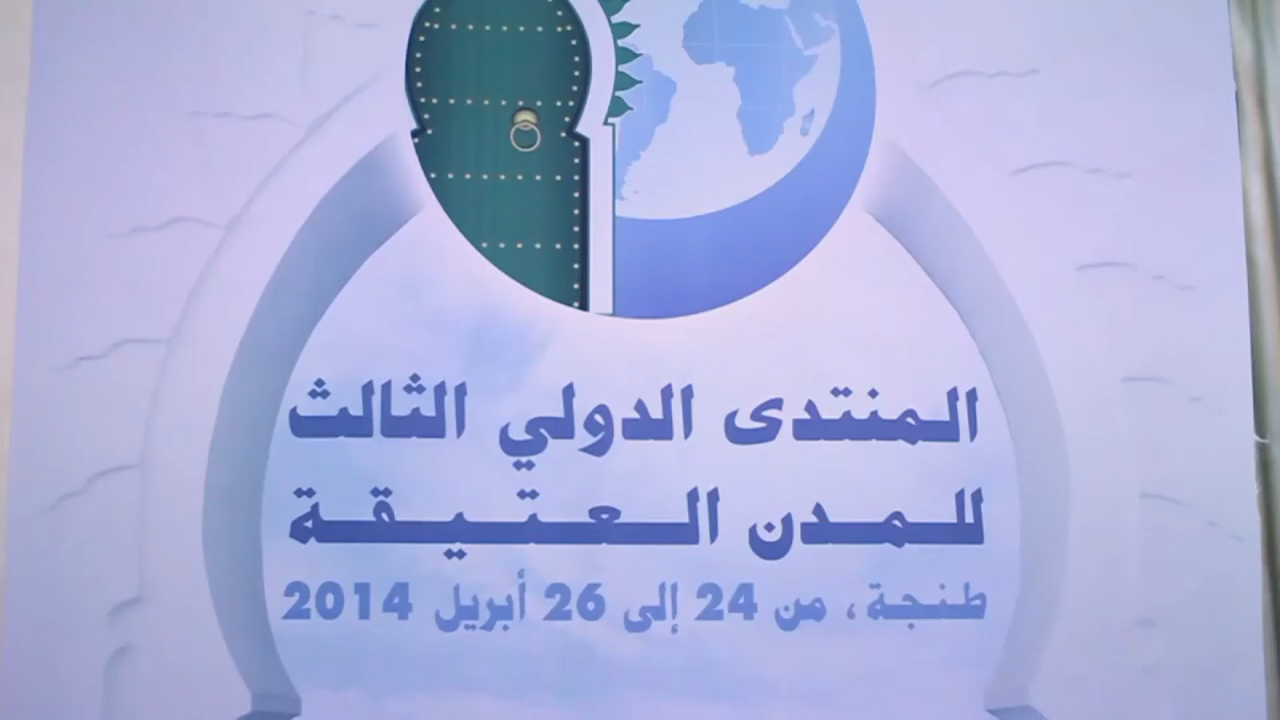 المنتدى الدولي الثالث
للمدن العتيقة
طنجة، من 24 إلى 26 أبريل 2014